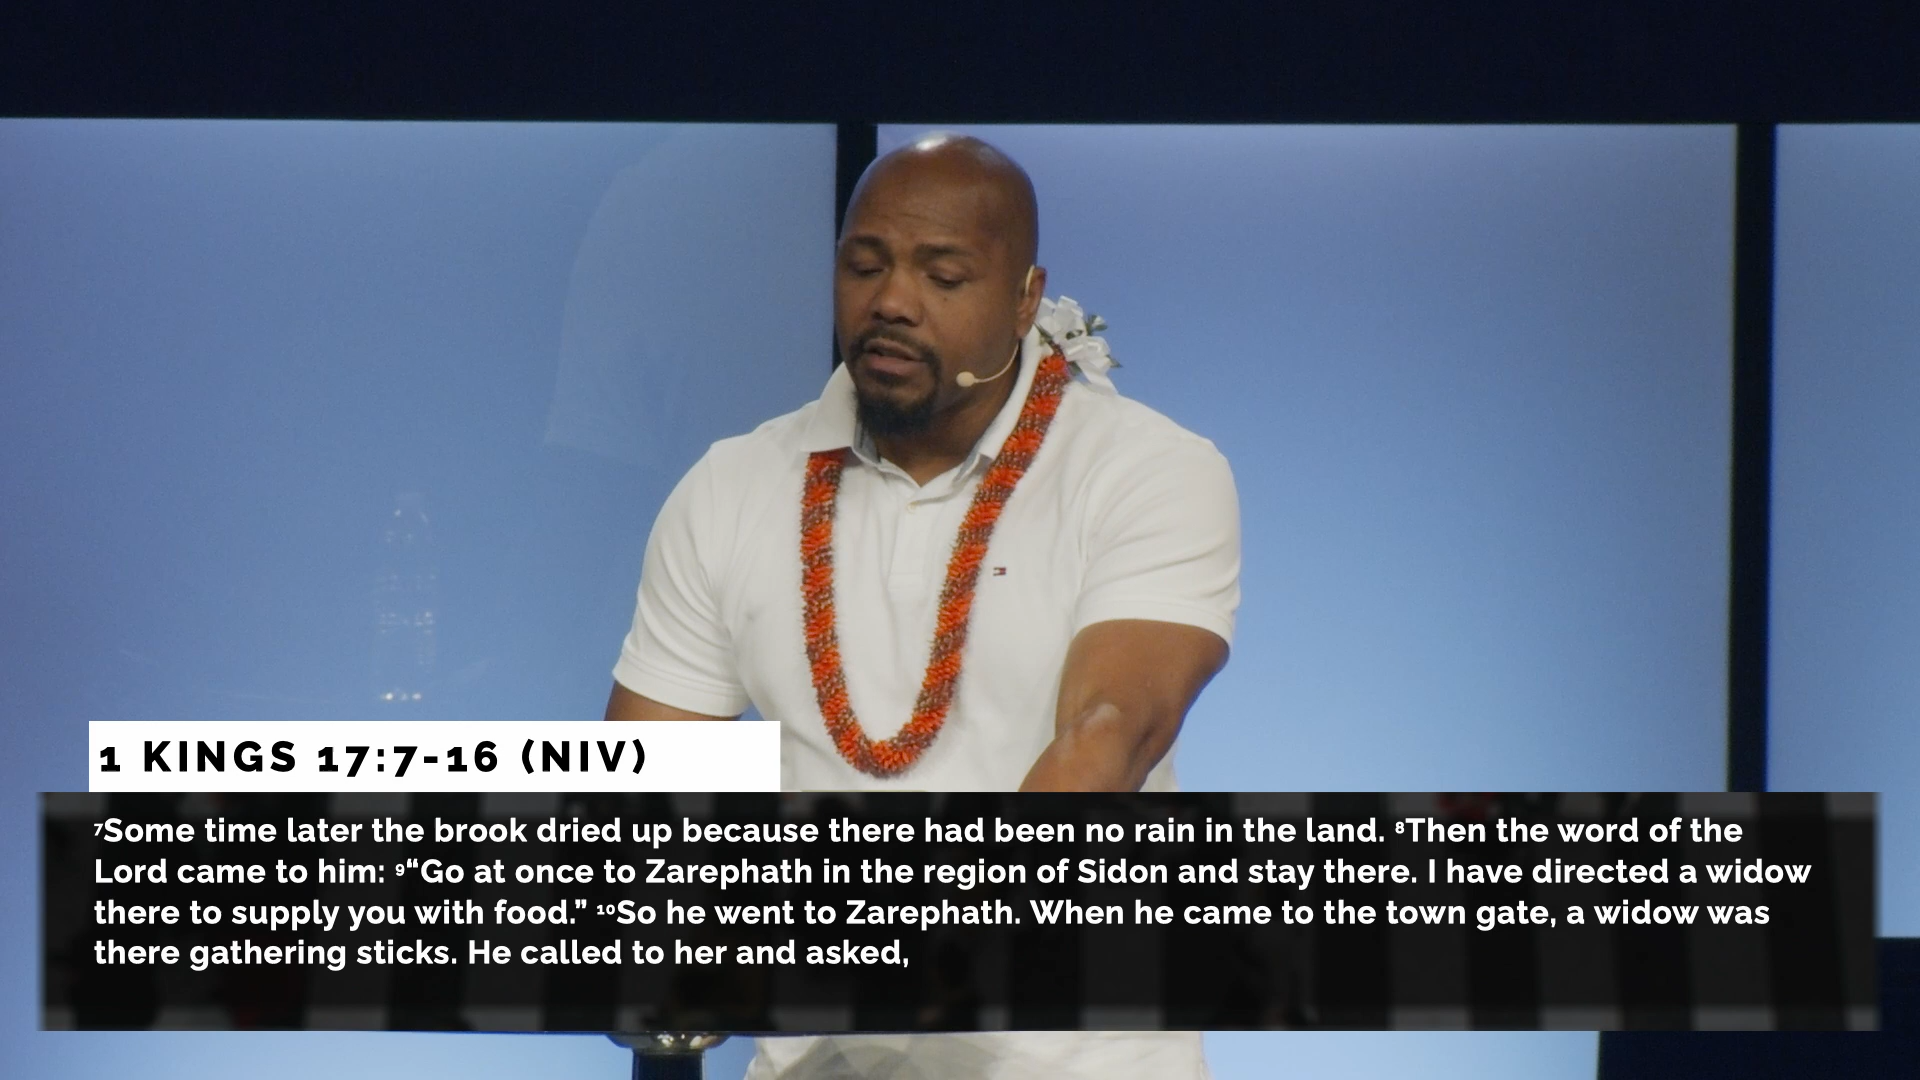 1 KINGS 17:7-16 (NIV)
⁷Some time later the brook dried up because there had been no rain in the land. ⁸Then the word of the
Lord came to him: ⁹“Go at once to Zarephath in the region of Sidon and stay there. I have directed a widow
there to supply you with food.” ¹⁰So he went to Zarephath. When he came to the town gate, a widow was
there gathering sticks. He called to her and asked,